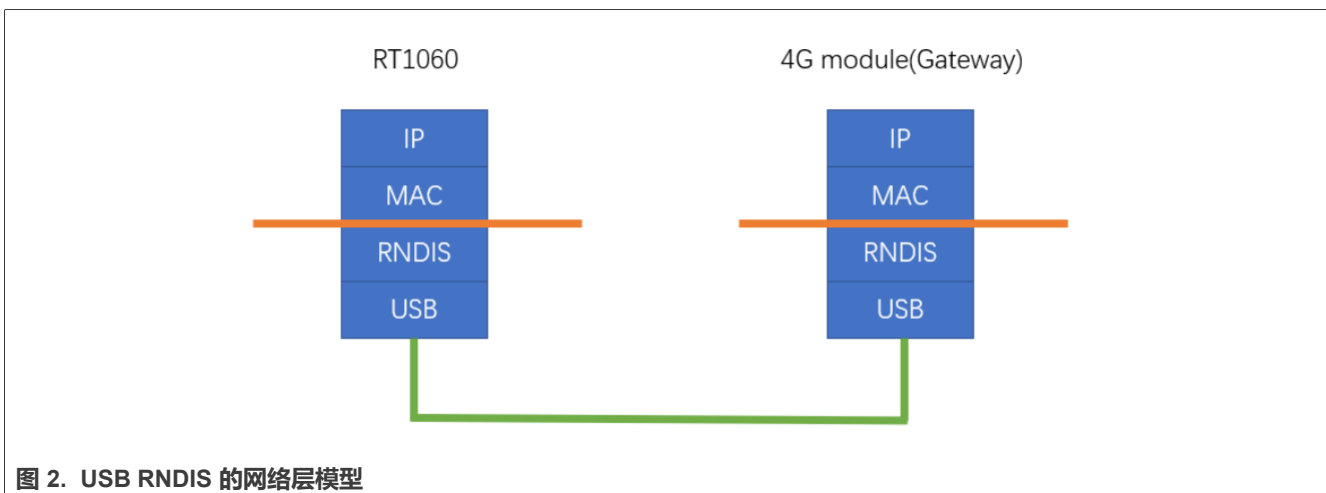 RT1060
4G module(Gateway)
IP
MAC
RNDIS
USB
IP
MAC
RNDIS
USB
图 2. USB RNDIS 的网络层模型